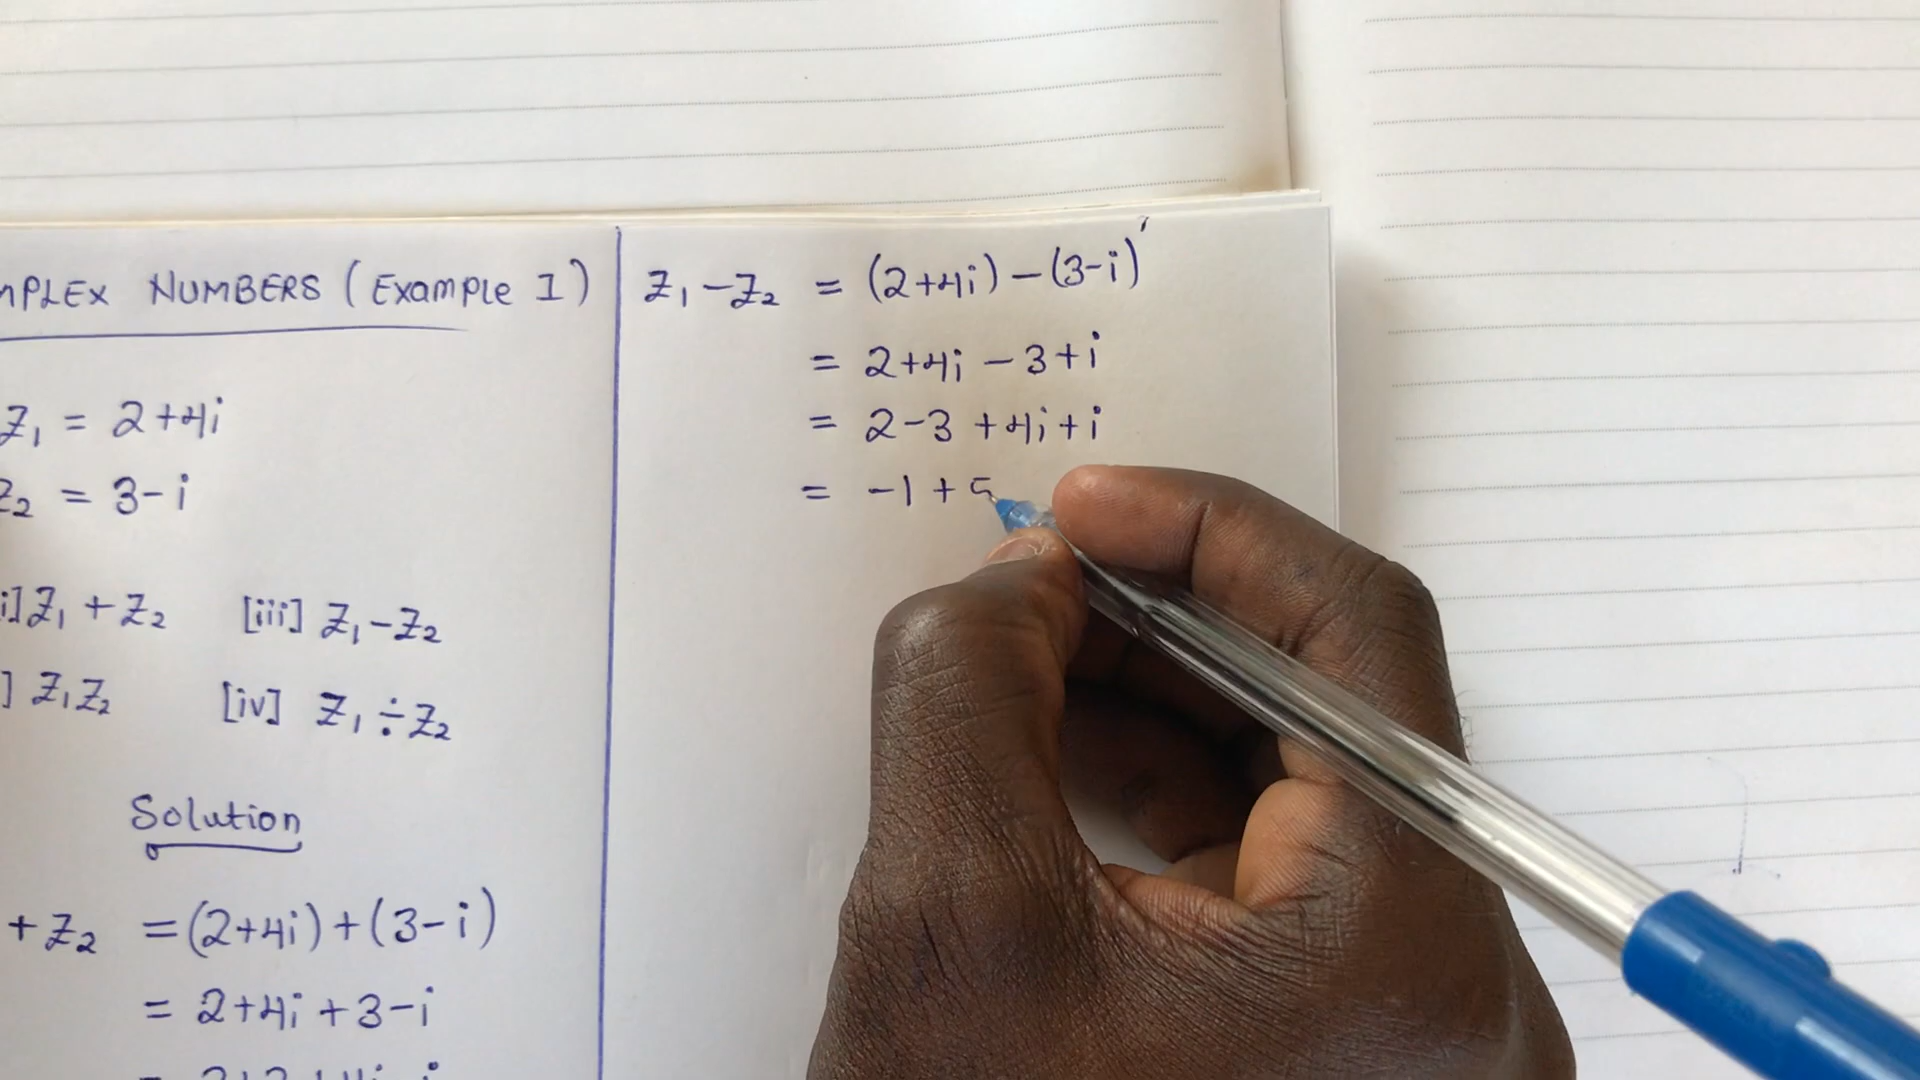 MPLEX NUMBERS (Example 1)
Z₁ = 2+4i
Z₂ = 3-i
i] Z₁ + Z₂ [iii] Z₁-Z₂
] Z₁Z₂ [iv] Z₁ ÷ Z₂
Solution
+Z₂ = (2+4i)+(3-i)
= 2+4i+3-i
Z₁-Z₂ = (2+4i)-(3-i)
= 2+4i-3+i
= 2-3+4i+i
= -1+5